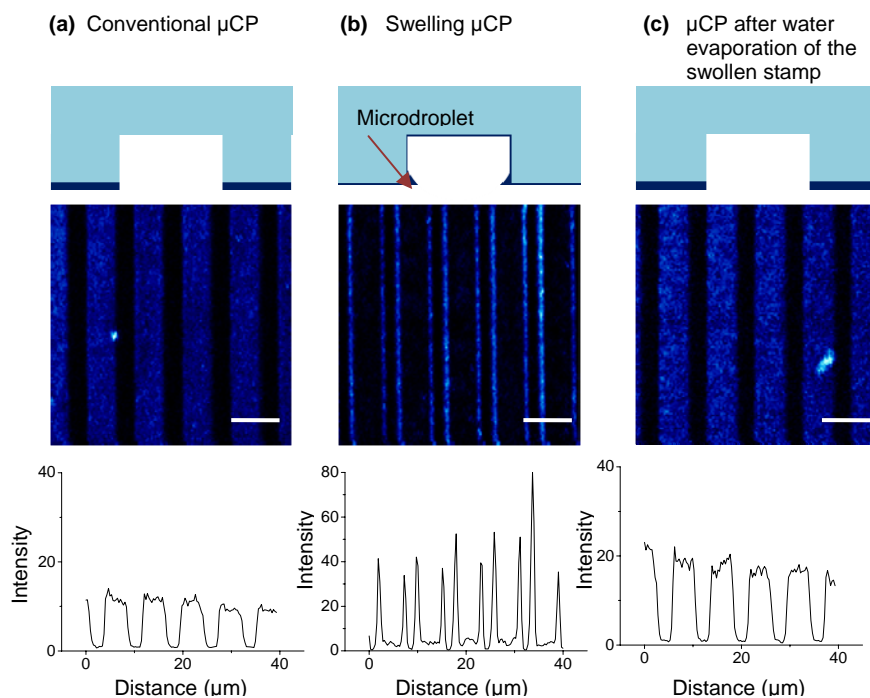 (a) Conventional µCP
(b) Swelling µCP
(c) µCP after water
evaporation of the
swollen stamp
Microdroplet
40
20
0
Intensity
0 20 40
Distance (µm)
80
60
40
20
0
Intensity
0 20 40
Distance (µm)
40
20
0
Intensity
0 20 40
Distance (µm)